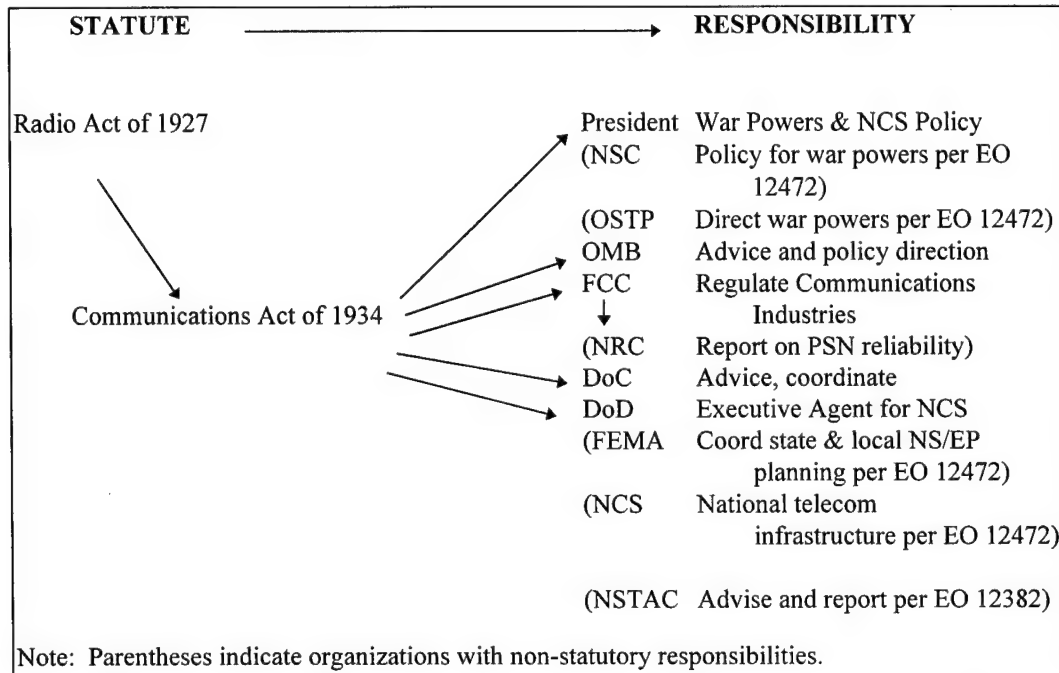 STATUTE RESPONSIBILITY
Radio Act of 1927 President War Powers & NCS Policy
(NSC Policy for war powers per EO
12472)
(OSTP Direct war powers per EO 12472)
OMB Advice and policy direction
Communications Act of 1934 FCC Regulate Communications
Industries
(NRC Report on PSN reliability)
DoC Advice, coordinate
DoD Executive Agent for NCS
(FEMA Coord state & local NS/EP
planning per EO 12472)
(NCS National telecom
infrastructure per EO 12472)
(NSTAC Advise and report per EO 12382)
Note: Parentheses indicate organizations with non-statutory responsibilities.